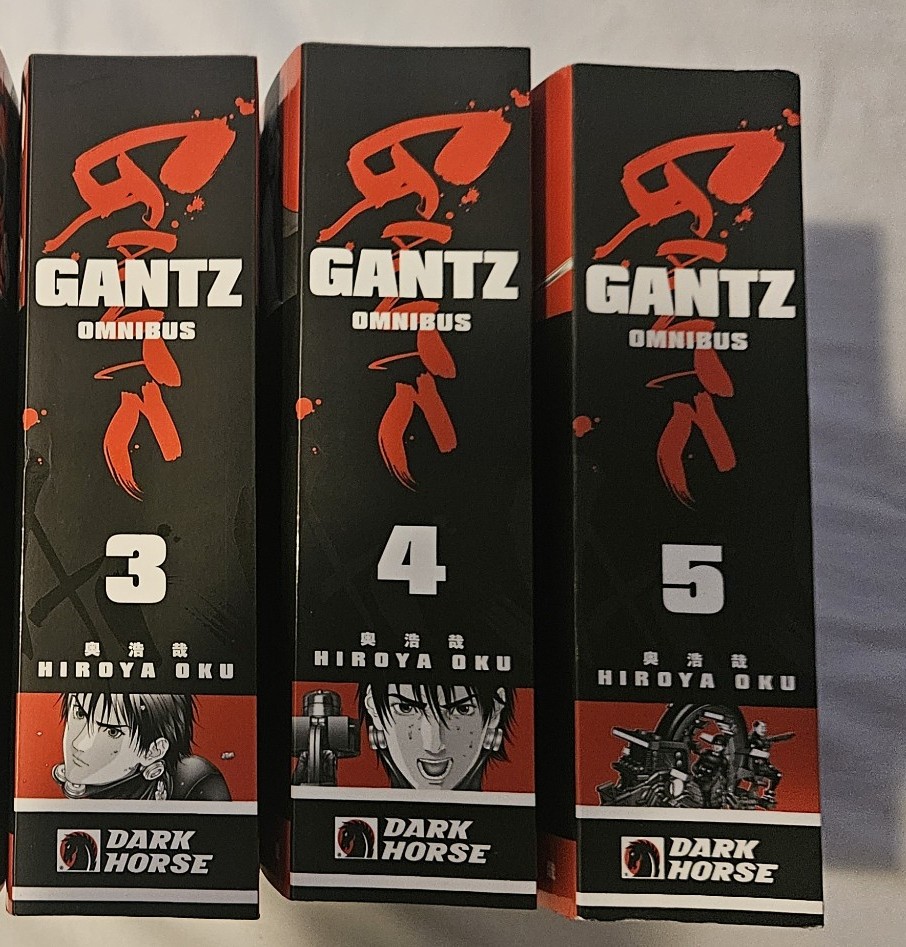 GANTZ
OMNIBUS
3
奥 浩 哉
HIROYA OKU
DARK
HORSE
GANTZ
OMNIBUS
4
奥 浩 哉
HIROYA OKU
DARK
HORSE
GANTZ
OMNIBUS
5
奥 浩 哉
HIROYA OKU
DARK
HORSE